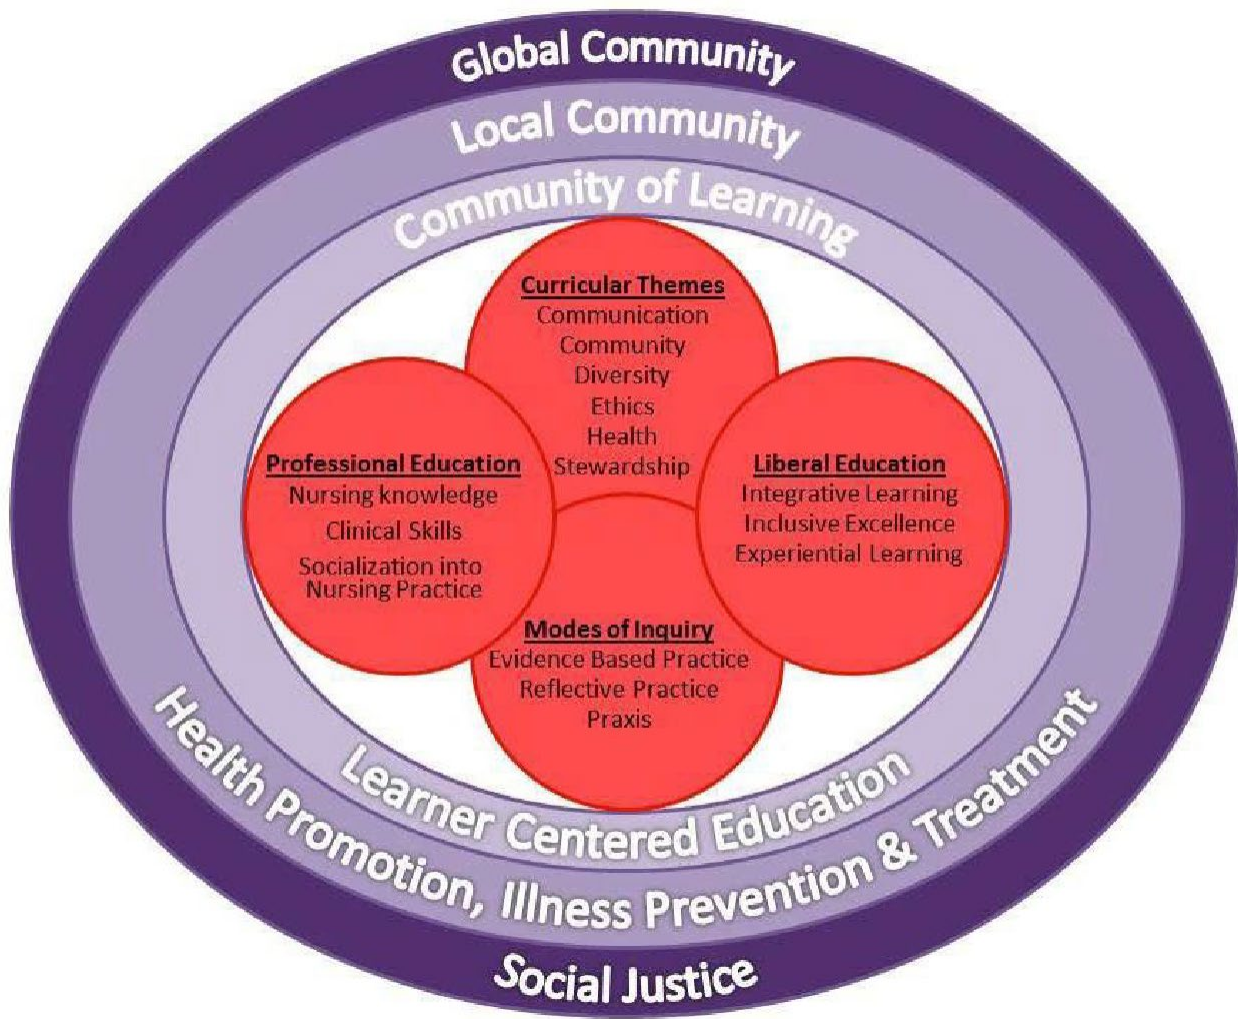 Global Community
Local Community
Community of Learning
Curricular Themes
Communication
Community
Diversity
Ethics
Health
Stewardship
Professional Education
Nursing knowledge
Clinical Skills
Socialization into
Nursing Practice
Liberal Education
Integrative Learning
Inclusive Excellence
Experiential Learning
Modes of Inquiry
Evidence Based Practice
Reflective Practice
Praxis
Learner Centered Education
Health Promotion, Illness Prevention & Treatment
Social Justice